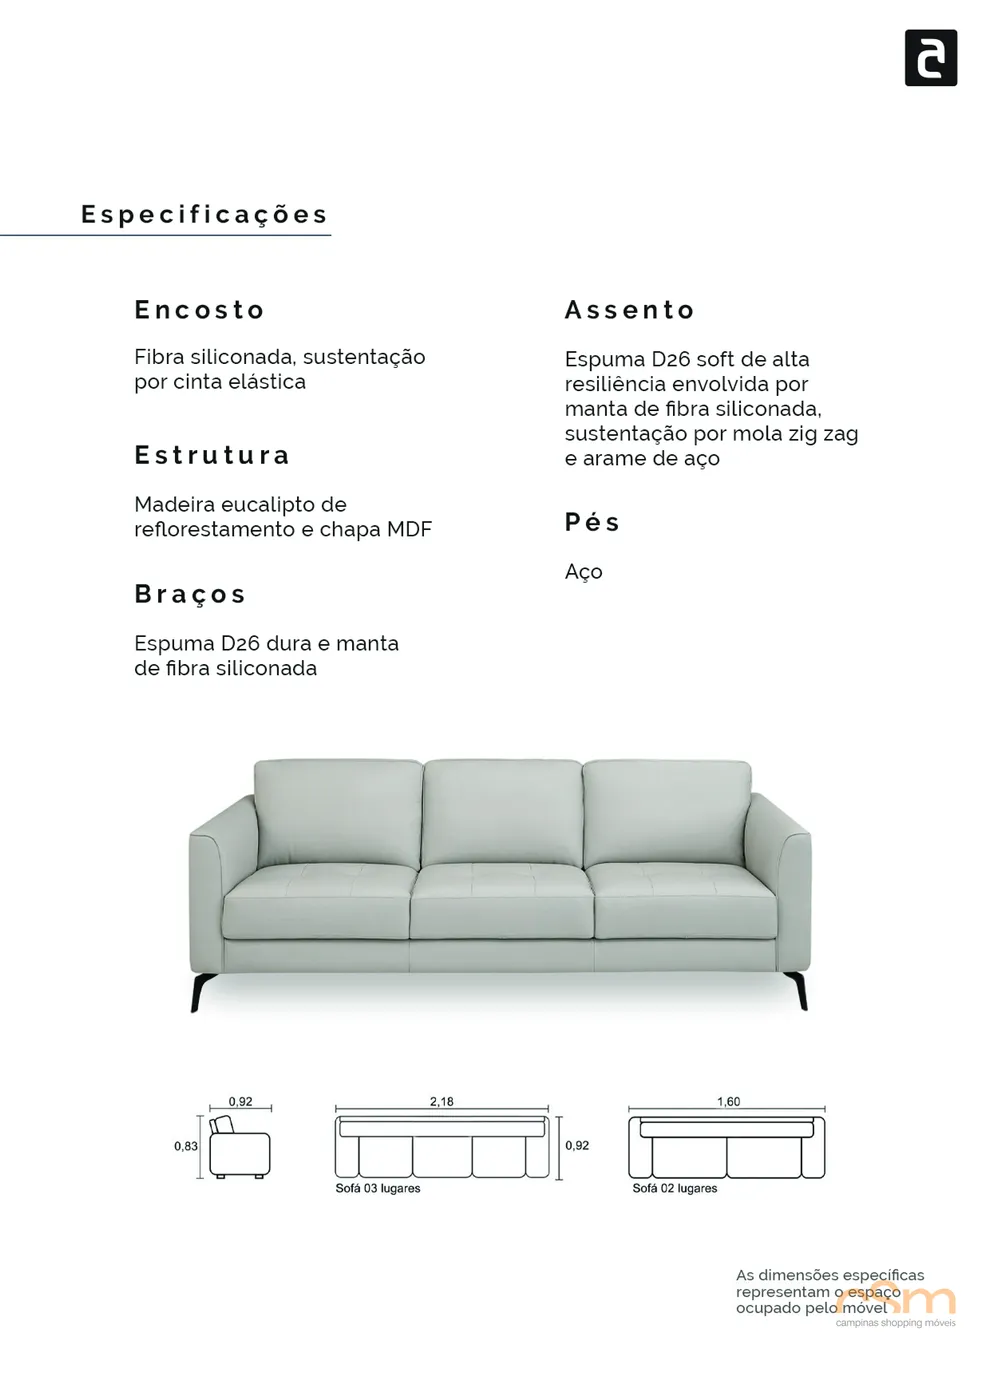 Especificações
Encosto
Fibra siliconada, sustentação
por cinta elástica
Estrutura
Madeira eucalipto de
reflorestamento e chapa MDF
Braços
Espuma D26 dura e manta
de fibra siliconada
Assento
Espuma D26 soft de alta
resiliência envolvida por
manta de fibra siliconada,
sustentação por mola zig zag
e arame de aço
Pés
Aço
0,92
0,83
2,18
0,92
Sofá 03 lugares
1,60
Sofá 02 lugares
As dimensões específicas
representam o espaço
ocupado pelo móvel
csm
campinas shopping móveis